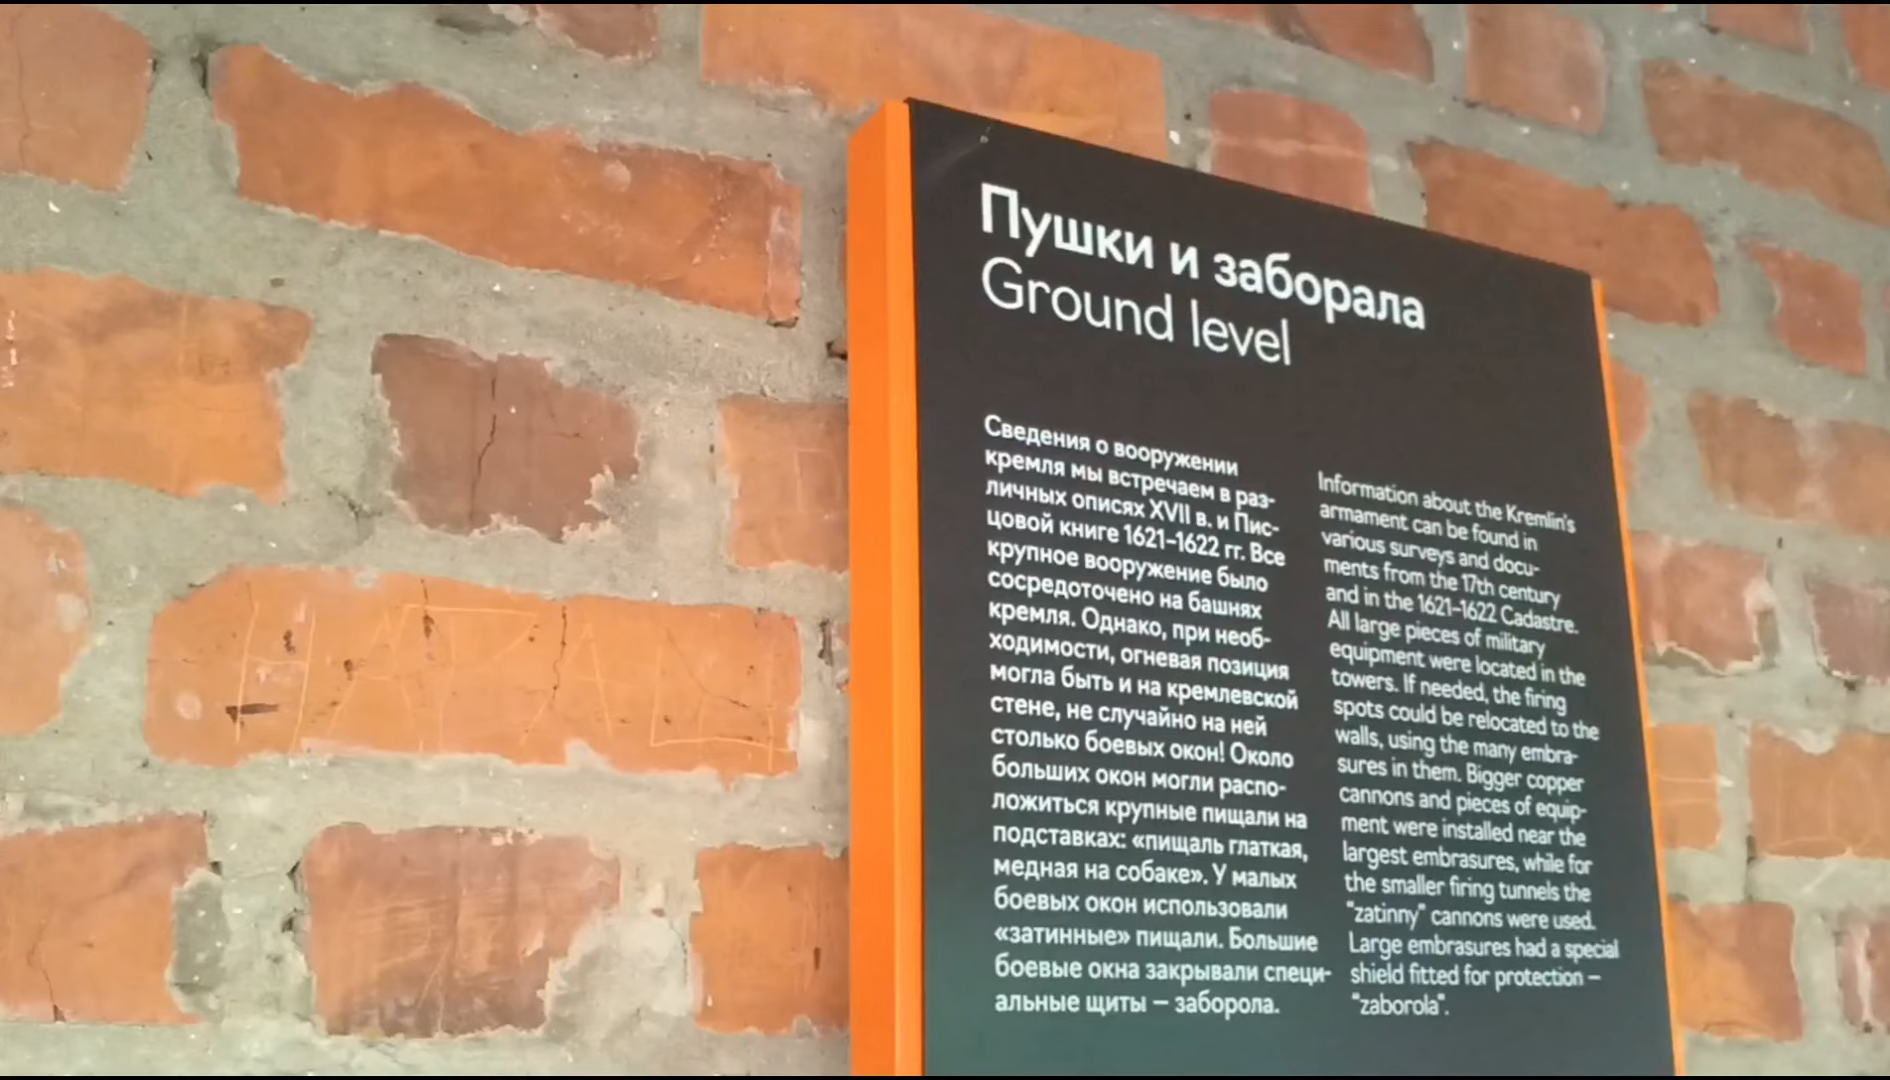 Пушки и заборала
Ground level
Сведения о вооружении
кремля мы встречаем в раз-
личных описях XVII в. и Пис-
цовой книге 1621–1622 гг. Все
крупное вооружение было
сосредоточено на башнях
кремля. Однако, при необ-
ходимости, огневая позиция
могла быть и на кремлевской
стене, не случайно на ней
столько боевых окон! Около
больших окон могли распо-
ложиться крупные пищали на
подставках: «пищаль глаткая,
медная на собаке». У малых
боевых окон использовали
«затинные» пищали. Большие
боевые окна закрывали специ-
альные щиты — заборола.
Information about the Kremlin's
armament can be found in
various surveys and docu-
ments from the 17th century
and in the 1621–1622 Cadastre.
All large pieces of military
equipment were located in the
towers. If needed, the firing
spots could be relocated to the
walls, using the many embra-
sures in them. Bigger copper
cannons and pieces of equip-
ment were installed near the
largest embrasures, while for
the smaller firing tunnels the
"zatinny" cannons were used.
Large embrasures had a special
shield fitted for protection —
"zaborola".